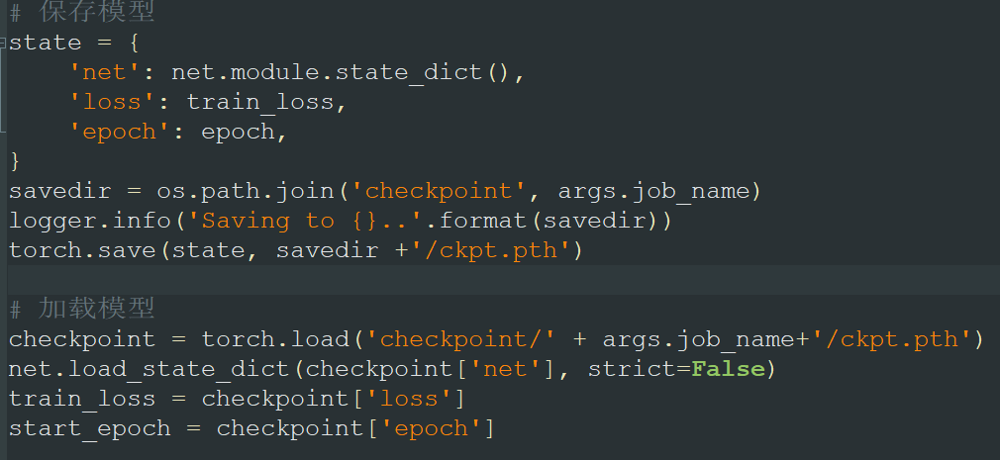 # 保存模型
state = {
    'net': net.module.state_dict(),
    'loss': train_loss,
    'epoch': epoch,
}
savedir = os.path.join('checkpoint', args.job_name)
logger.info('Saving to {}..'.format(savedir))
torch.save(state, savedir +'/ckpt.pth')
# 加载模型
checkpoint = torch.load('checkpoint/' + args.job_name+'/ckpt.pth')
net.load_state_dict(checkpoint['net'], strict=False)
train_loss = checkpoint['loss']
start_epoch = checkpoint['epoch']